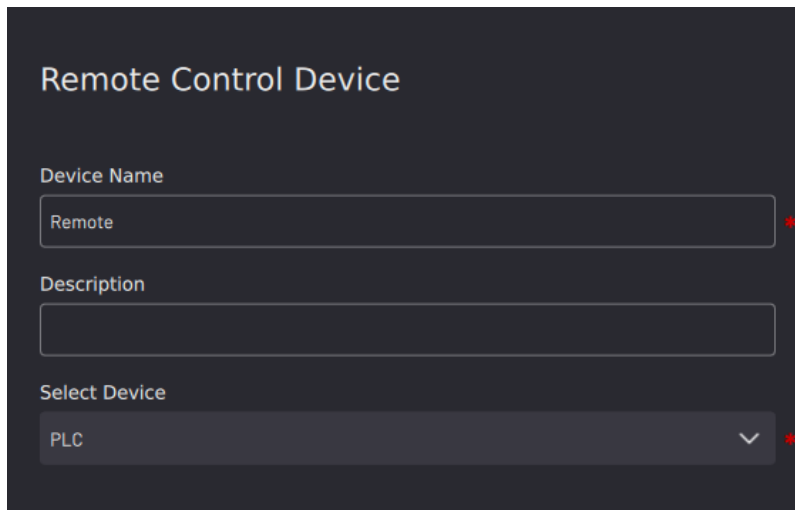 Remote Control Device
Device Name
Remote
*
Description
Select Device
PLC
*